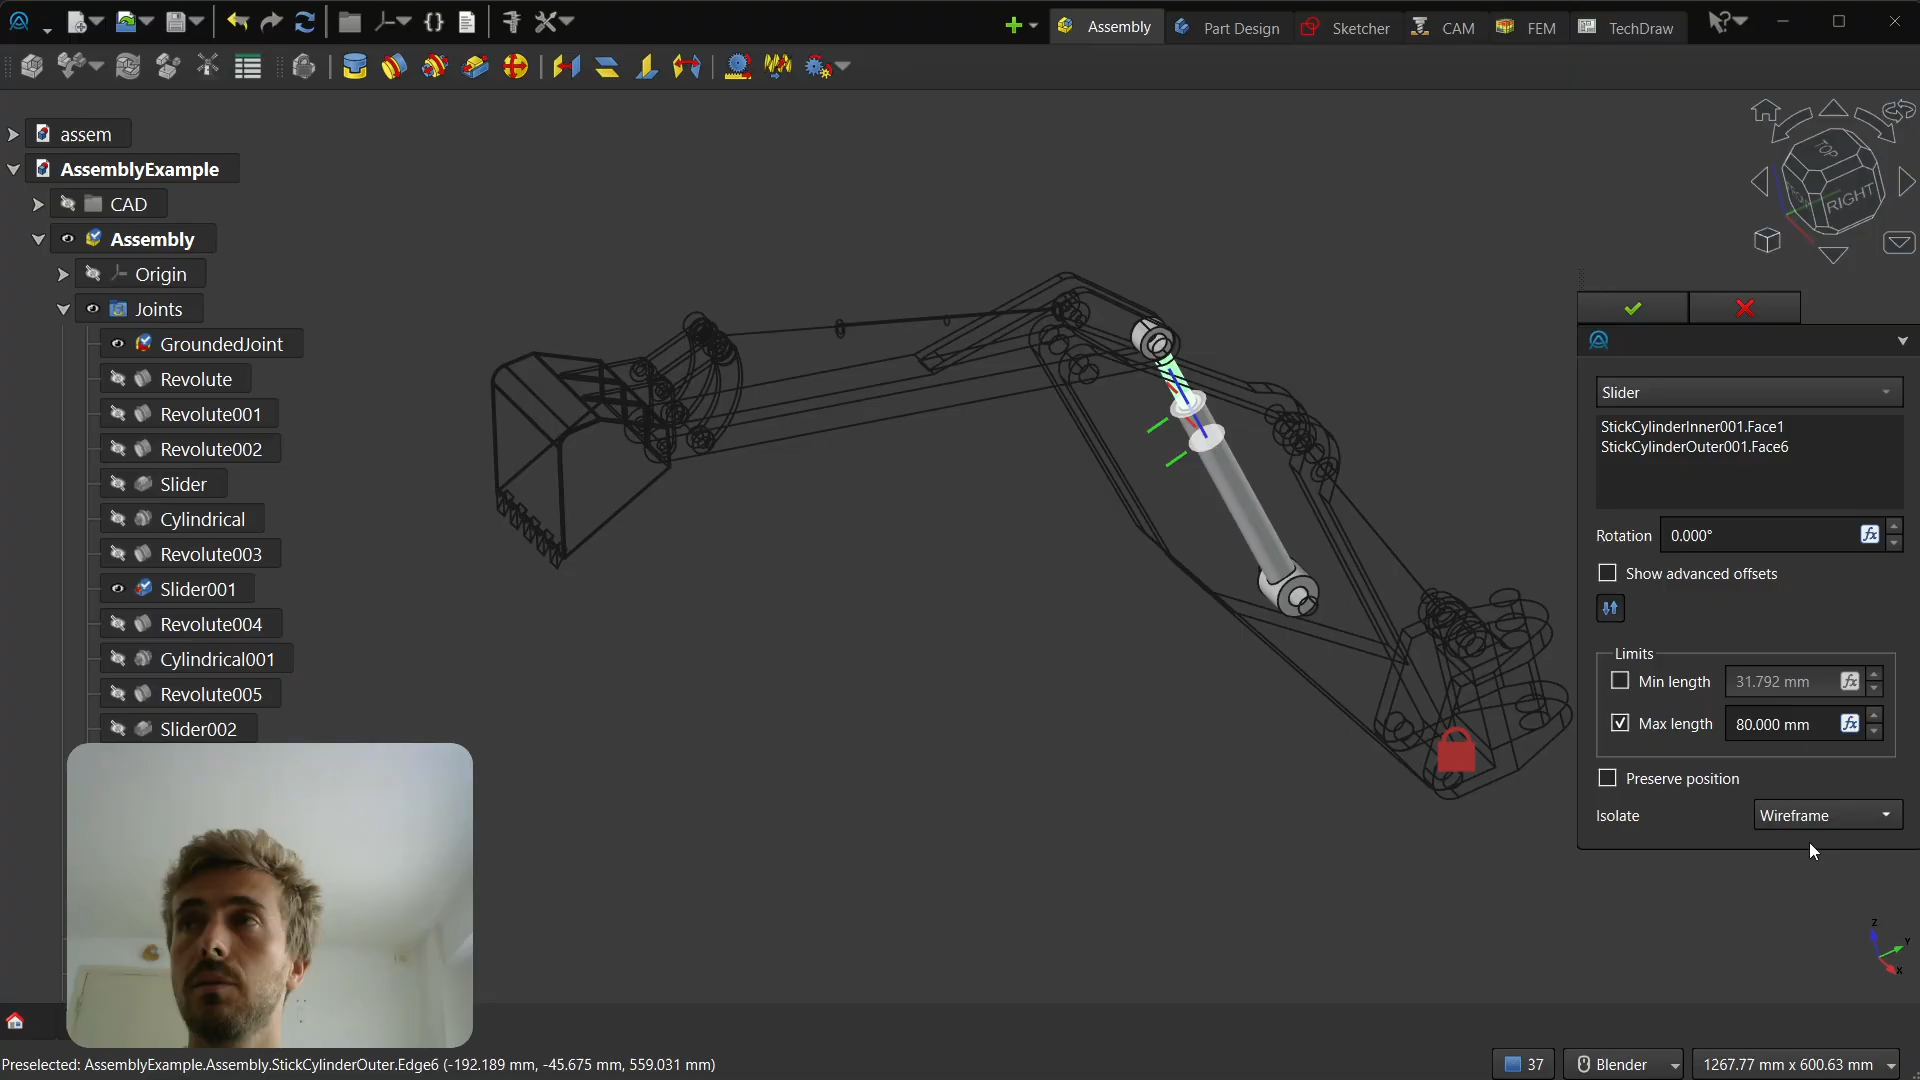 Assembly
Part Design
Sketcher
CAM
FEM
TechDraw
assem
AssemblyExample
CAD
Assembly
Origin
Joints
GroundedJoint
Revolute
Revolute001
Revolute002
Slider
Cylindrical
Revolute003
Slider001
Revolute004
Cylindrical001
Revolute005
Slider002
TOP
RIGHT
Slider
StickCylinderInner001.Face1
StickCylinderOuter001.Face6
Rotation 0.000°
Show advanced offsets
Limits
Min length 31.792 mm
Max length 80.000 mm
Preserve position
Isolate Wireframe
Z
Y
X
Preselected: AssemblyExample.Assembly.StickCylinderOuter.Edge6 (-192.189 mm, -45.675 mm, 559.031 mm)
37
Blender
1267.77 mm x 600.63 mm